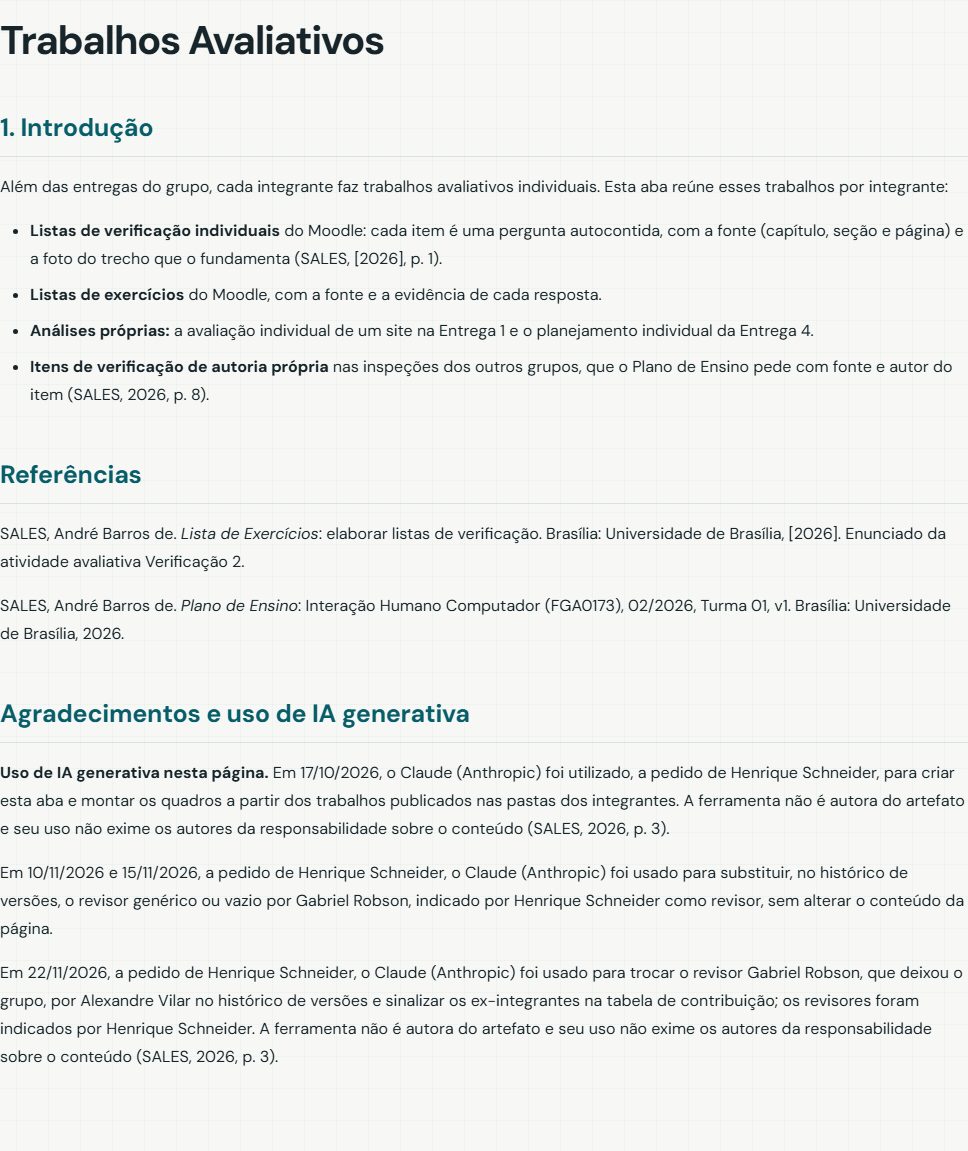 Trabalhos Avaliativos
1. Introdução
Além das entregas do grupo, cada integrante faz trabalhos avaliativos individuais. Esta aba reúne esses trabalhos por integrante:
• Listas de verificação individuais do Moodle: cada item é uma pergunta autocontida, com a fonte (capítulo, seção e página) e
a foto do trecho que o fundamenta (SALES, [2026], p. 1).
• Listas de exercícios do Moodle, com a fonte e a evidência de cada resposta.
• Análises próprias: a avaliação individual de um site na Entrega 1 e o planejamento individual da Entrega 4.
• Itens de verificação de autoria própria nas inspeções dos outros grupos, que o Plano de Ensino pede com fonte e autor do
item (SALES, 2026, p. 8).
Referências
SALES, André Barros de. Lista de Exercícios: elaborar listas de verificação. Brasília: Universidade de Brasília, [2026]. Enunciado da
atividade avaliativa Verificação 2.
SALES, André Barros de. Plano de Ensino: Interação Humano Computador (FGA0173), 02/2026, Turma 01, v1. Brasília: Universidade
de Brasília, 2026.
Agradecimentos e uso de IA generativa
Uso de IA generativa nesta página. Em 17/10/2026, o Claude (Anthropic) foi utilizado, a pedido de Henrique Schneider, para criar
esta aba e montar os quadros a partir dos trabalhos publicados nas pastas dos integrantes. A ferramenta não é autora do artefato
e seu uso não exime os autores da responsabilidade sobre o conteúdo (SALES, 2026, p. 3).
Em 10/11/2026 e 15/11/2026, a pedido de Henrique Schneider, o Claude (Anthropic) foi usado para substituir, no histórico de
versões, o revisor genérico ou vazio por Gabriel Robson, indicado por Henrique Schneider como revisor, sem alterar o conteúdo da
página.
Em 22/11/2026, a pedido de Henrique Schneider, o Claude (Anthropic) foi usado para trocar o revisor Gabriel Robson, que deixou o
grupo, por Alexandre Vilar no histórico de versões e sinalizar os ex-integrantes na tabela de contribuição; os revisores foram
indicados por Henrique Schneider. A ferramenta não é autora do artefato e seu uso não exime os autores da responsabilidade
sobre o conteúdo (SALES, 2026, p. 3).